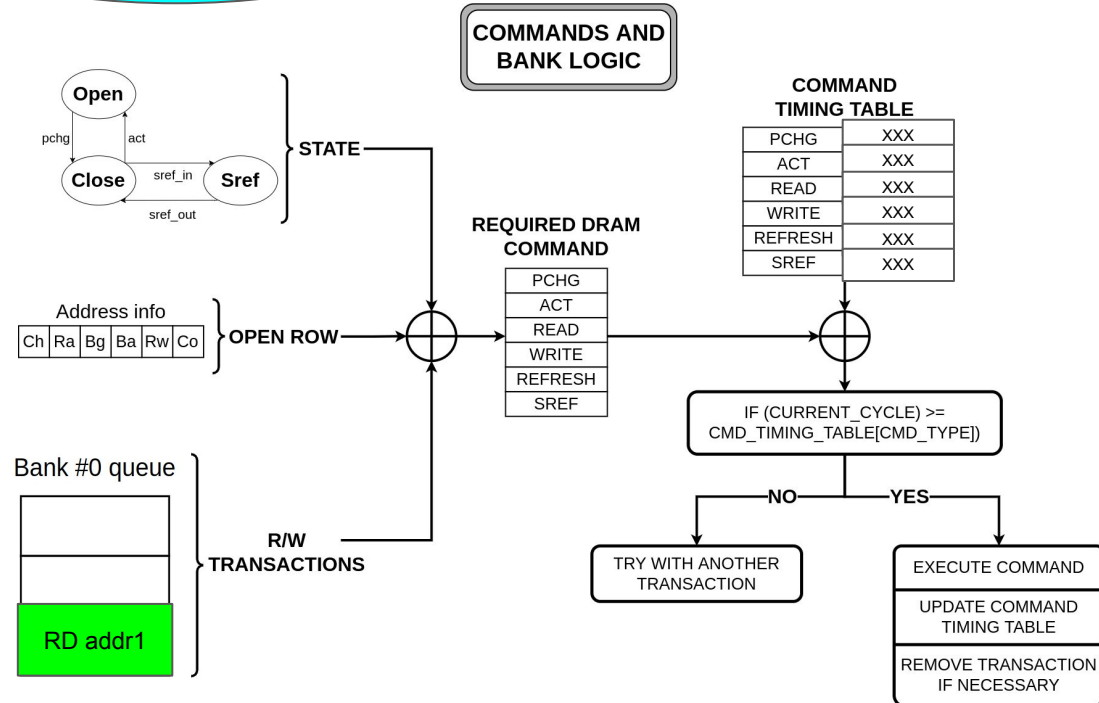 COMMANDS AND
BANK LOGIC
Open
pchg
act
Close
sref_in
Sref
sref_out
STATE
Address info
Ch Ra Bg Ba Rw Co
OPEN ROW
Bank #0 queue
RD addr1
R/W
TRANSACTIONS
REQUIRED DRAM
COMMAND
PCHG
ACT
READ
WRITE
REFRESH
SREF
COMMAND
TIMING TABLE
PCHG XXX
ACT XXX
READ XXX
WRITE XXX
REFRESH XXX
SREF XXX
IF (CURRENT_CYCLE) >=
CMD_TIMING_TABLE[CMD_TYPE])
NO
YES
TRY WITH ANOTHER
TRANSACTION
EXECUTE COMMAND
UPDATE COMMAND
TIMING TABLE
REMOVE TRANSACTION
IF NECESSARY